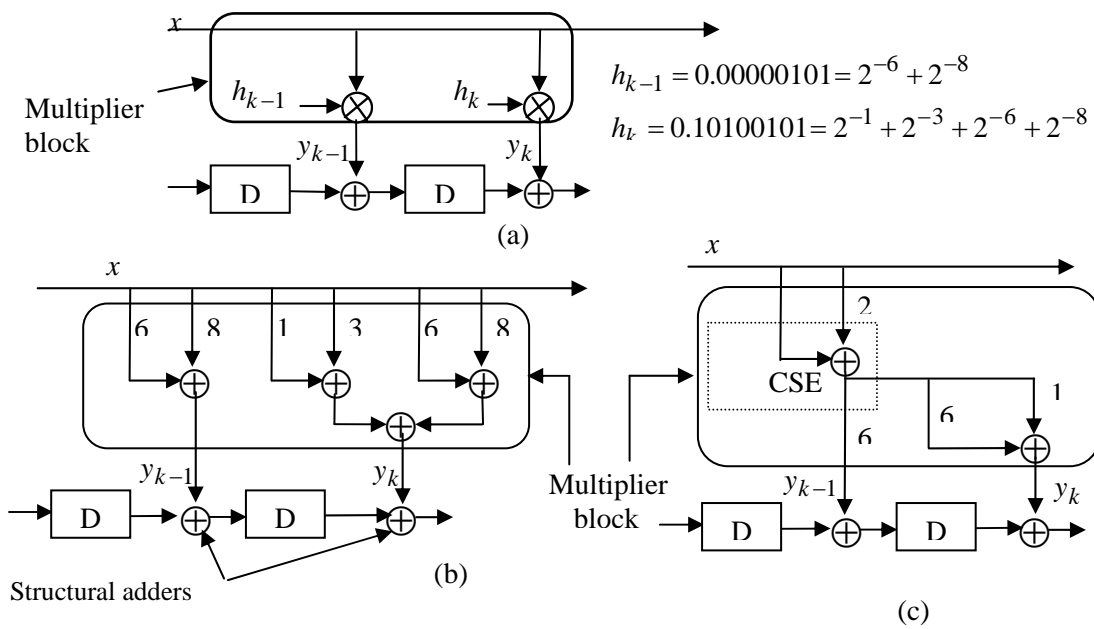 x
h_{k-1} = 0.00000101 = 2^{-6} + 2^{-8}
h_k = 0.10100101 = 2^{-1} + 2^{-3} + 2^{-6} + 2^{-8}
Multiplier
block
h_{k-1}
h_k
y_{k-1}
y_k
D
D
(a)
x
6
8
1
3
6
8
y_{k-1}
y_k
D
D
Structural adders
(b)
Multiplier
block
x
2
CSE
6
6
1
y_{k-1}
y_k
D
D
(c)